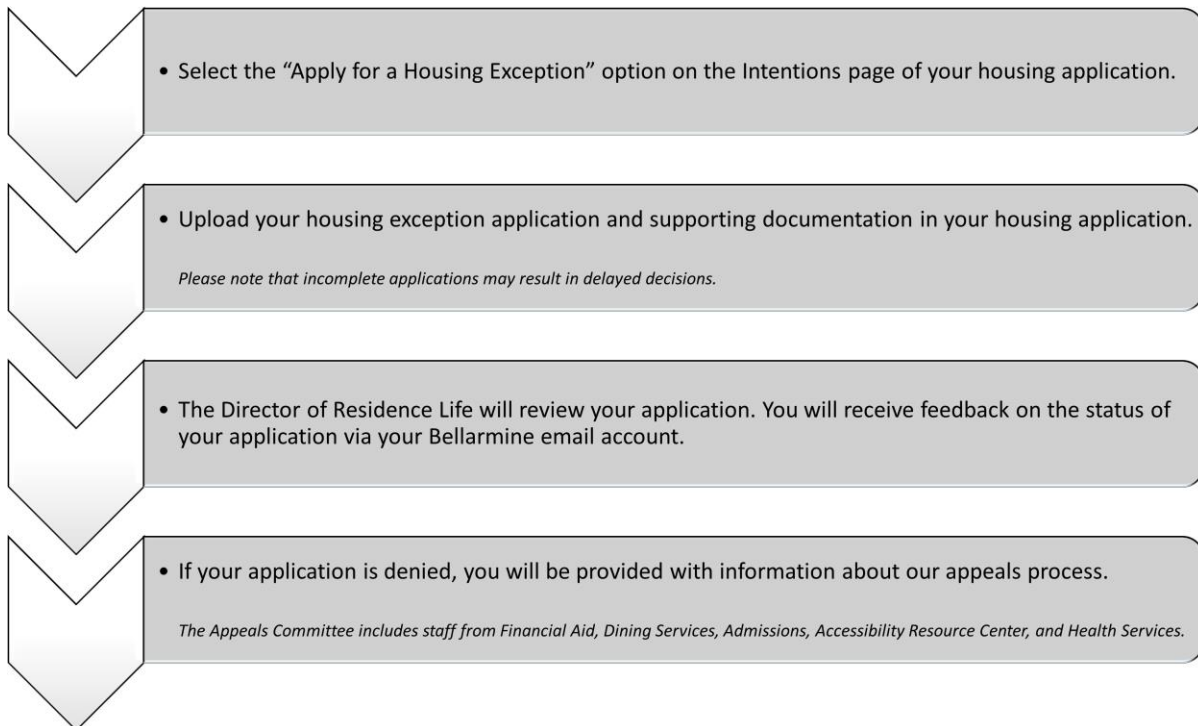 • Select the “Apply for a Housing Exception” option on the Intentions page of your housing application.
• Upload your housing exception application and supporting documentation in your housing application.
Please note that incomplete applications may result in delayed decisions.
• The Director of Residence Life will review your application. You will receive feedback on the status of
your application via your Bellarmine email account.
• If your application is denied, you will be provided with information about our appeals process.
The Appeals Committee includes staff from Financial Aid, Dining Services, Admissions, Accessibility Resource Center, and Health Services.